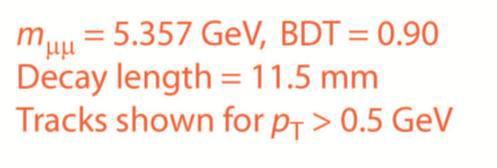 mμμ = 5.357 GeV, BDT = 0.90
Decay length = 11.5 mm
Tracks shown for pT > 0.5 GeV